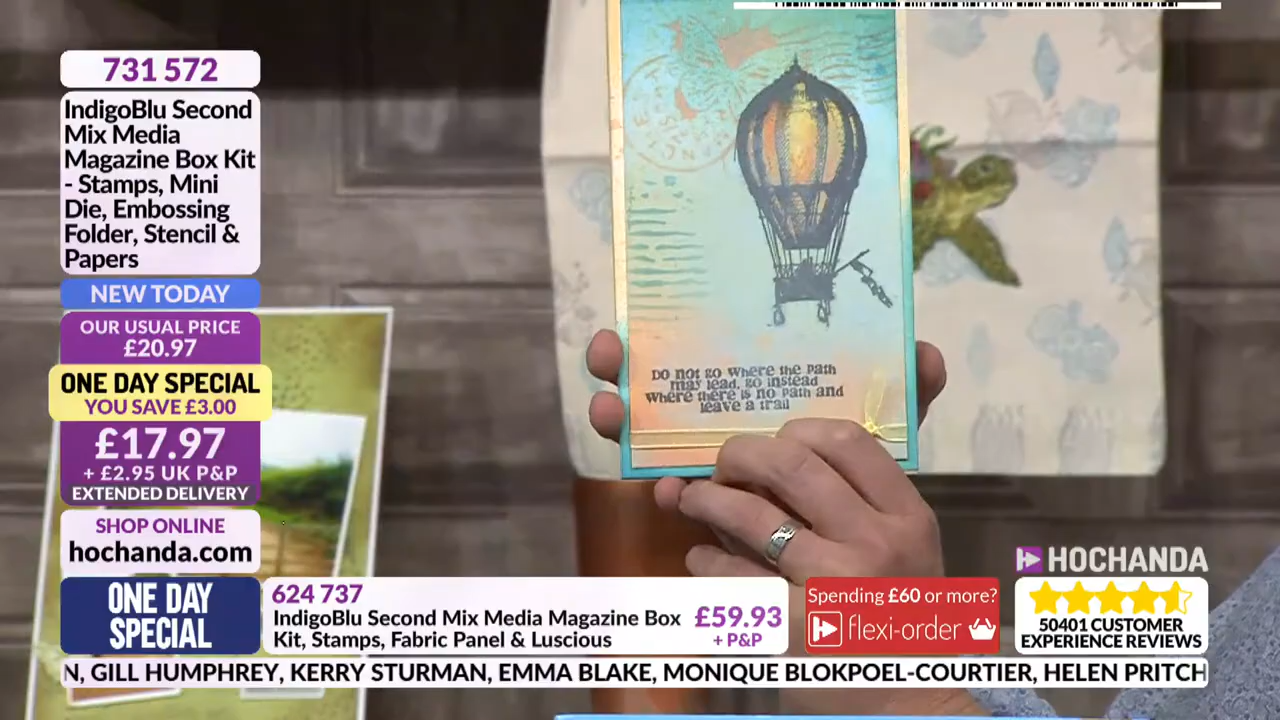 731 572
IndigoBlu Second
Mix Media
Magazine Box Kit
- Stamps, Mini
Die, Embossing
Folder, Stencil &
Papers
NEW TODAY
OUR USUAL PRICE
£20.97
ONE DAY SPECIAL
YOU SAVE £3.00
£17.97
+ £2.95 UK P&P
EXTENDED DELIVERY
SHOP ONLINE
hochanda.com
Do not go where the path
may lead, go instead
where there is no path and
leave a trail
HOCHANDA
ONE DAY
SPECIAL
624 737
IndigoBlu Second Mix Media Magazine Box
Kit, Stamps, Fabric Panel & Luscious
£59.93
+ P&P
Spending £60 or more?
flexi-order
50401 CUSTOMER
EXPERIENCE REVIEWS
N, GILL HUMPHREY, KERRY STURMAN, EMMA BLAKE, MONIQUE BLOKPOEL-COURTIER, HELEN PRITCH